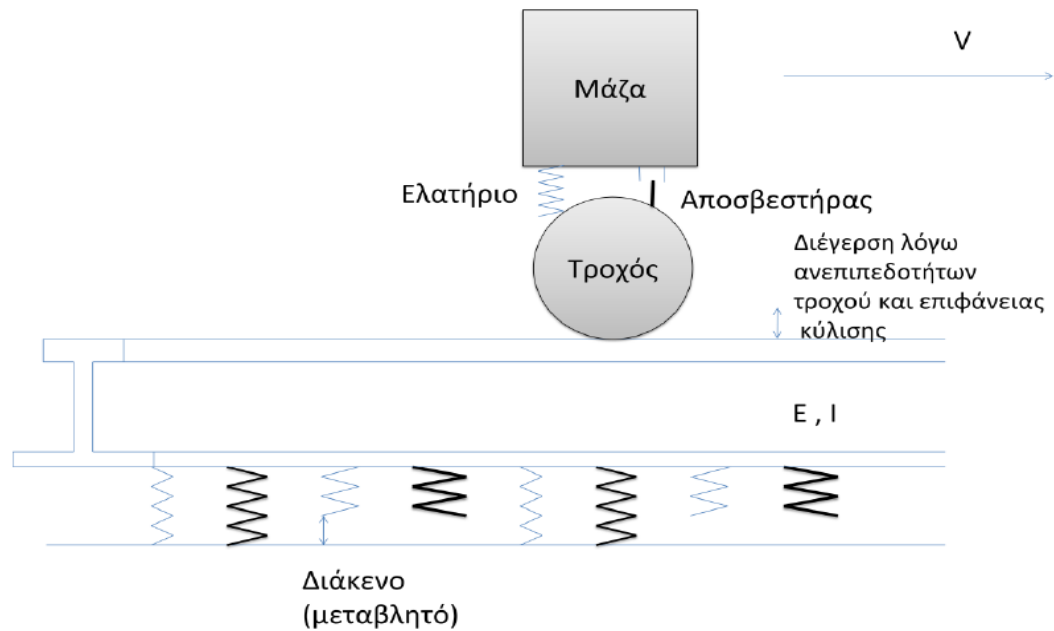 Μάζα
V
Ελατήριο
Αποσβεστήρας
Τροχός
Διέγερση λόγω
ανεπιπεδοτήτων
τροχού και επιφάνειας
κύλισης
E , I
Διάκενο
(μεταβλητό)